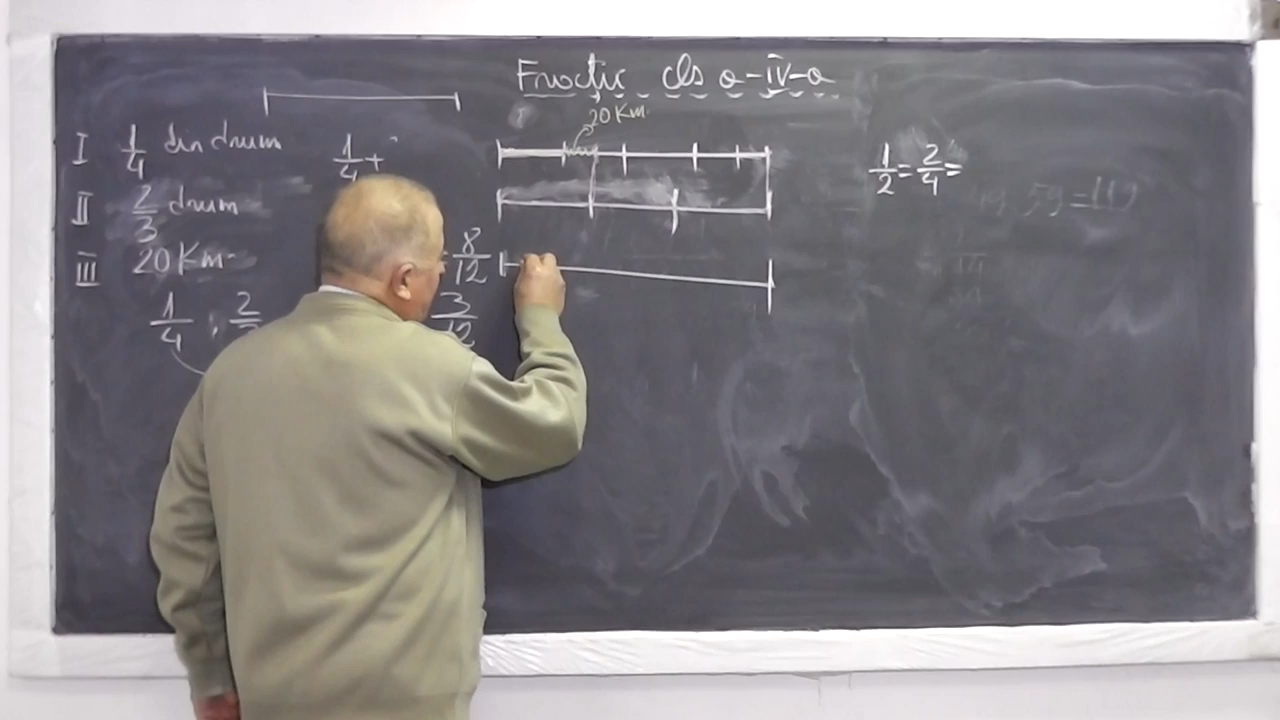 Fracții cls a-IV-a
20 Km.
I 1/4 din drum 1/4 +
II 2/3 drum
III 20 Km.
8/12
1/4 ; 2/
3/12
1/2 = 2/4 =